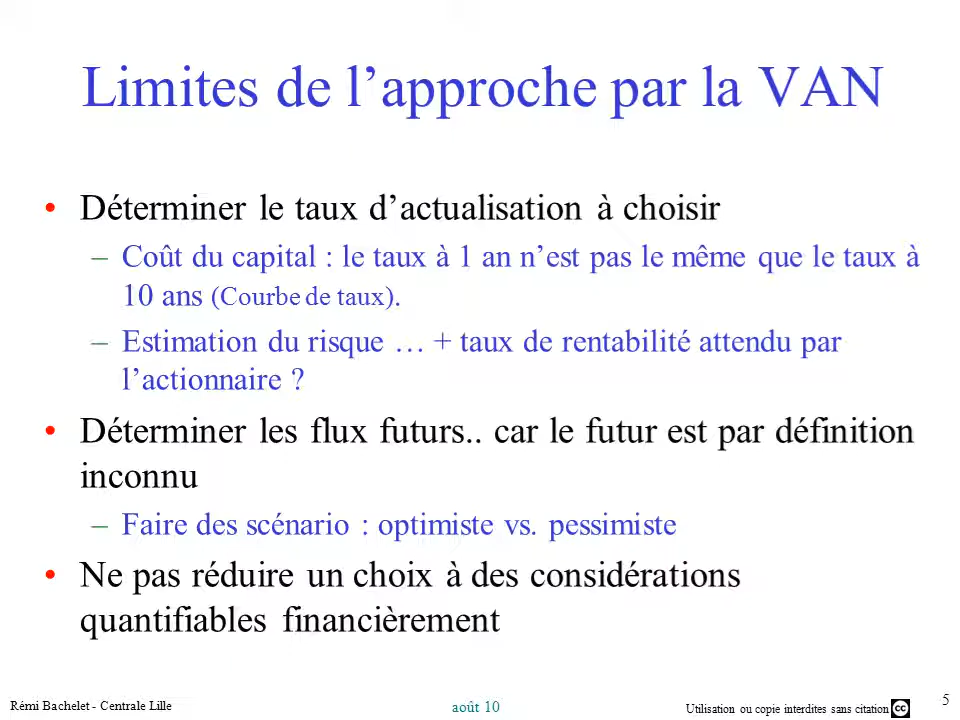 Limites de l’approche par la VAN
• Déterminer le taux d’actualisation à choisir
– Coût du capital : le taux à 1 an n’est pas le même que le taux à
10 ans (Courbe de taux).
– Estimation du risque … + taux de rentabilité attendu par
l’actionnaire ?
• Déterminer les flux futurs.. car le futur est par définition
inconnu
– Faire des scénario : optimiste vs. pessimiste
• Ne pas réduire un choix à des considérations
quantifiables financièrement
Rémi Bachelet - Centrale Lille
août 10
Utilisation ou copie interdites sans citation
cc
5